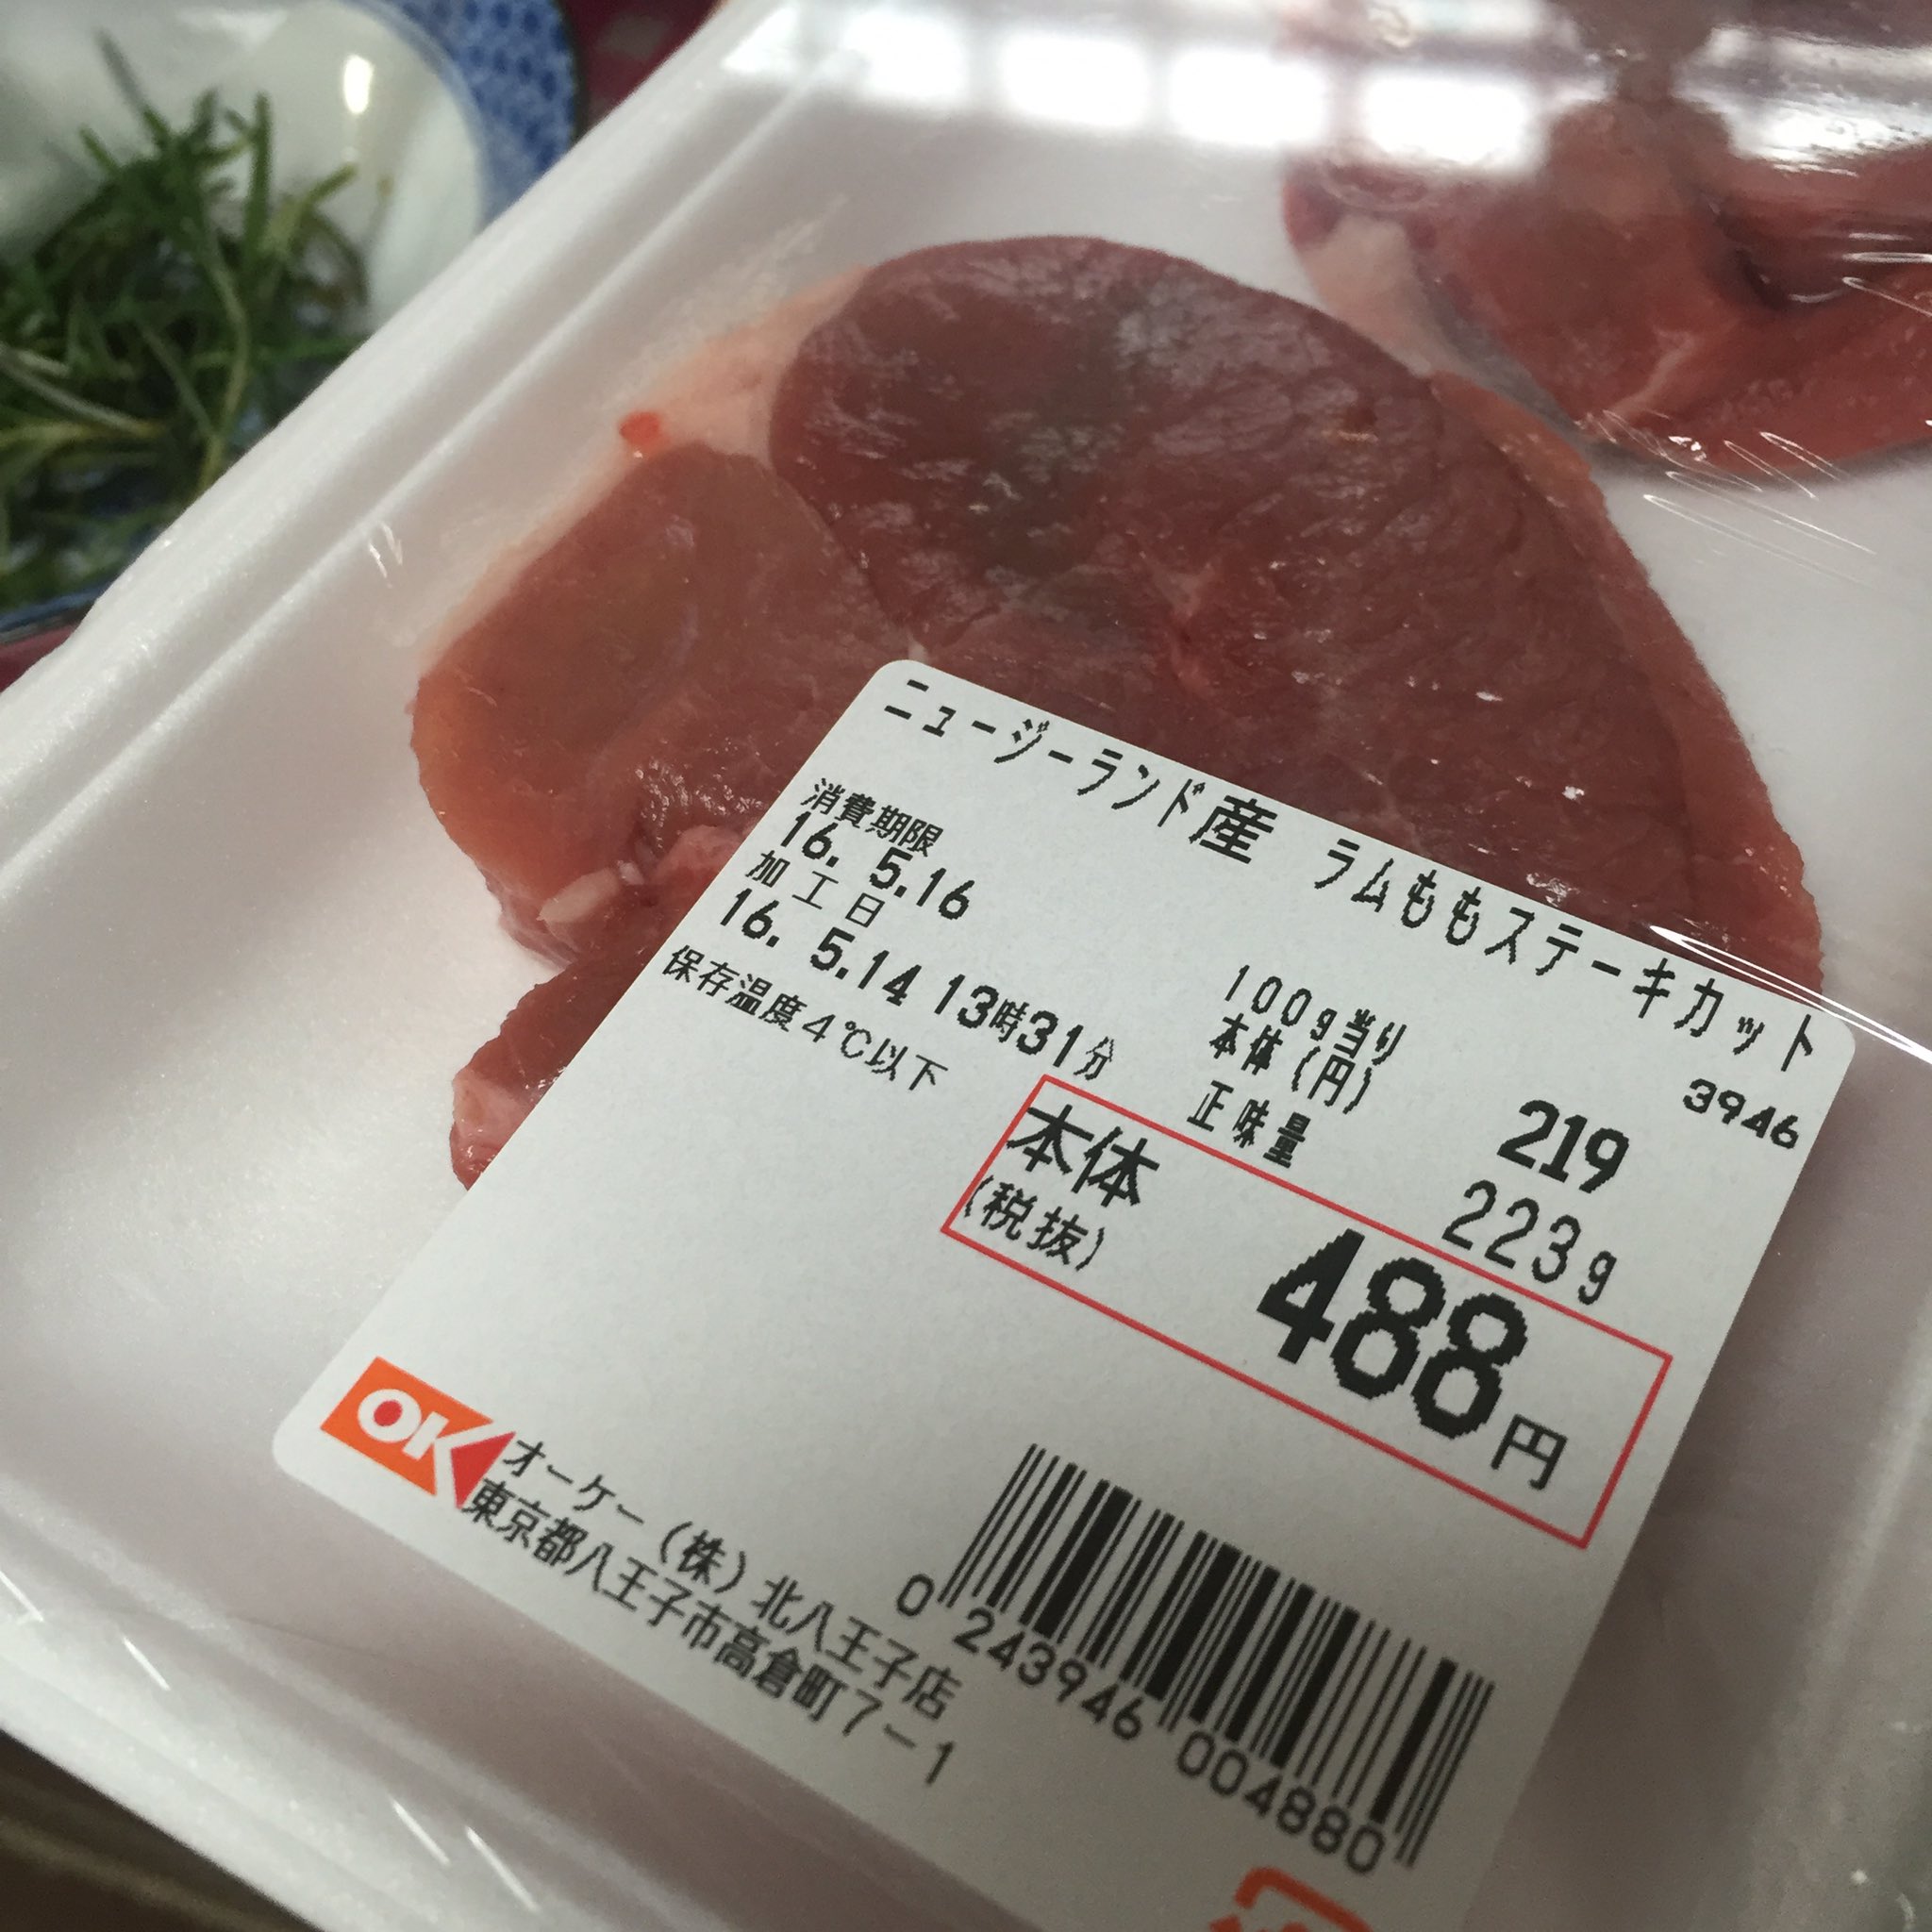 ニュージーランド産 ラムももステーキカット
3946
消費期限
16. 5.16
加工日
16. 5.14 13時31分
保存温度4℃以下
100g当り
本体(円) 219
正味量 223g
本体
(税抜)
488円
OK
オーケー(株)北八王子店
東京都八王子市高倉町7-1
0 243946 004880